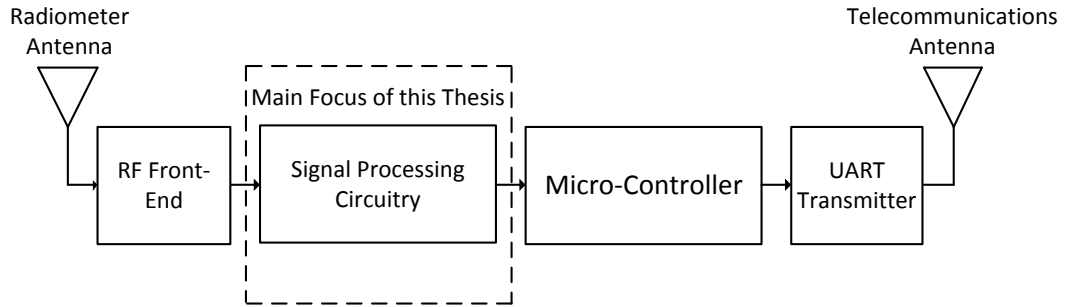 Radiometer
Antenna
Telecommunications
Antenna
Main Focus of this Thesis
RF Front-
End
Signal Processing
Circuitry
Micro-Controller
UART
Transmitter